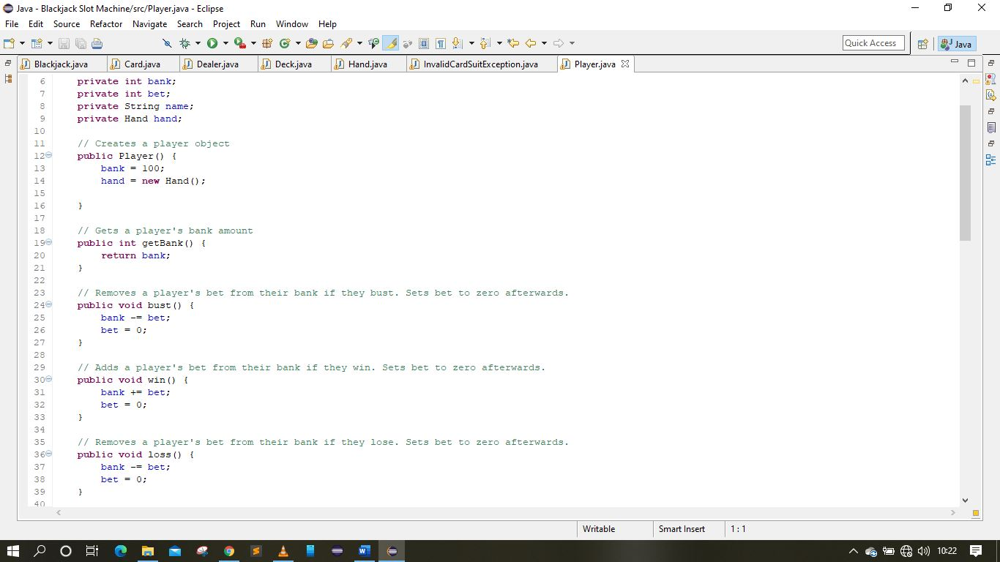 Java - Blackjack Slot Machine/src/Player.java - Eclipse
File Edit Source Refactor Navigate Search Project Run Window Help
Quick Access
Java
Blackjack.java Card.java Dealer.java Deck.java Hand.java InvalidCardSuitException.java Player.java
6 private int bank;
7 private int bet;
8 private String name;
9 private Hand hand;
10
11 // Creates a player object
12 public Player() {
13 bank = 100;
14 hand = new Hand();
15
16 }
17
18 // Gets a player's bank amount
19 public int getBank() {
20 return bank;
21 }
22
23 // Removes a player's bet from their bank if they bust. Sets bet to zero afterwards.
24 public void bust() {
25 bank -= bet;
26 bet = 0;
27 }
28
29 // Adds a player's bet from their bank if they win. Sets bet to zero afterwards.
30 public void win() {
31 bank += bet;
32 bet = 0;
33 }
34
35 // Removes a player's bet from their bank if they lose. Sets bet to zero afterwards.
36 public void loss() {
37 bank -= bet;
38 bet = 0;
39 }
40
Writable Smart Insert 1 : 1
10:22